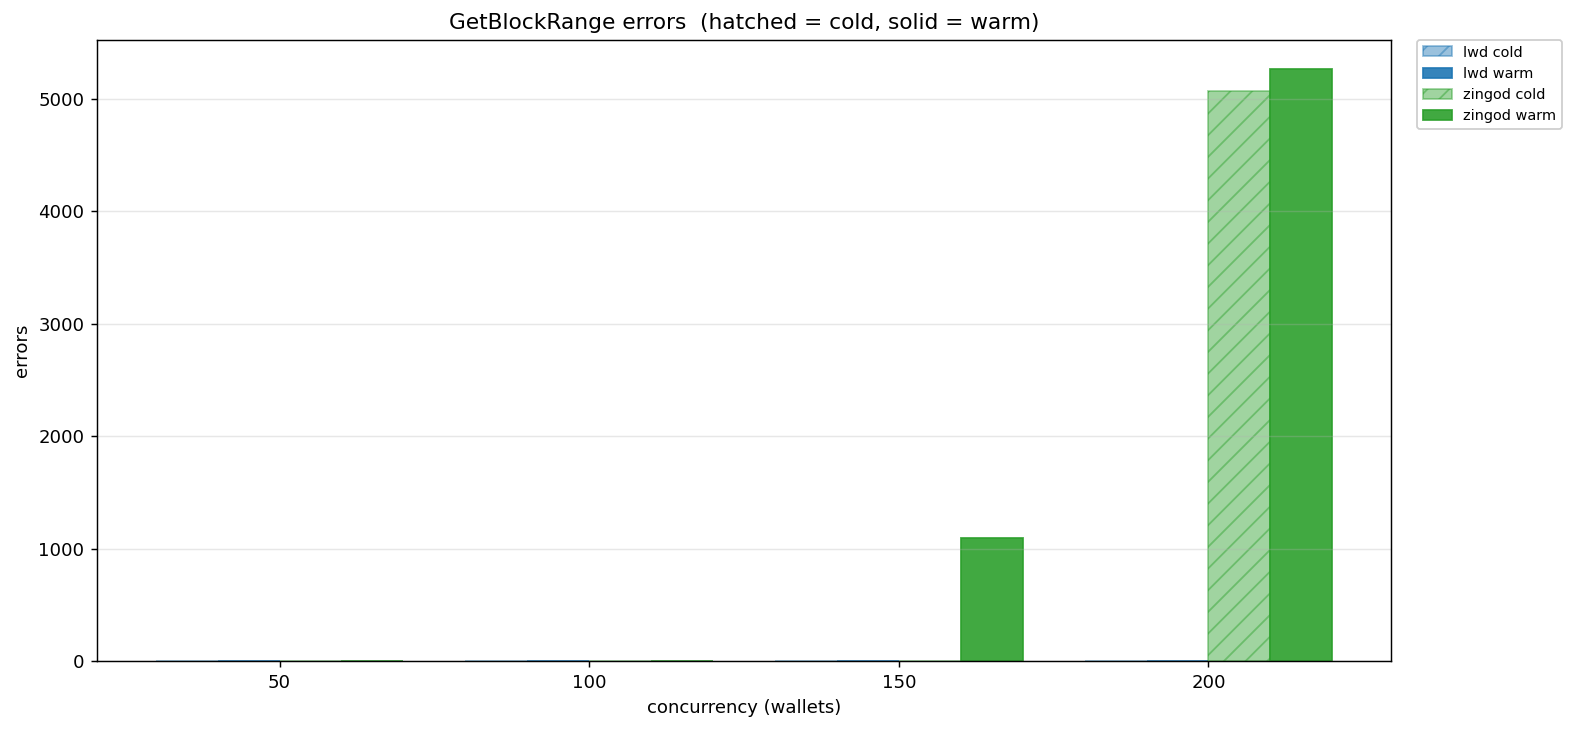 GetBlockRange errors  (hatched = cold, solid = warm)
lwd cold
lwd warm
zingod cold
zingod warm
errors
5000
4000
3000
2000
1000
0
50
100
150
200
concurrency (wallets)